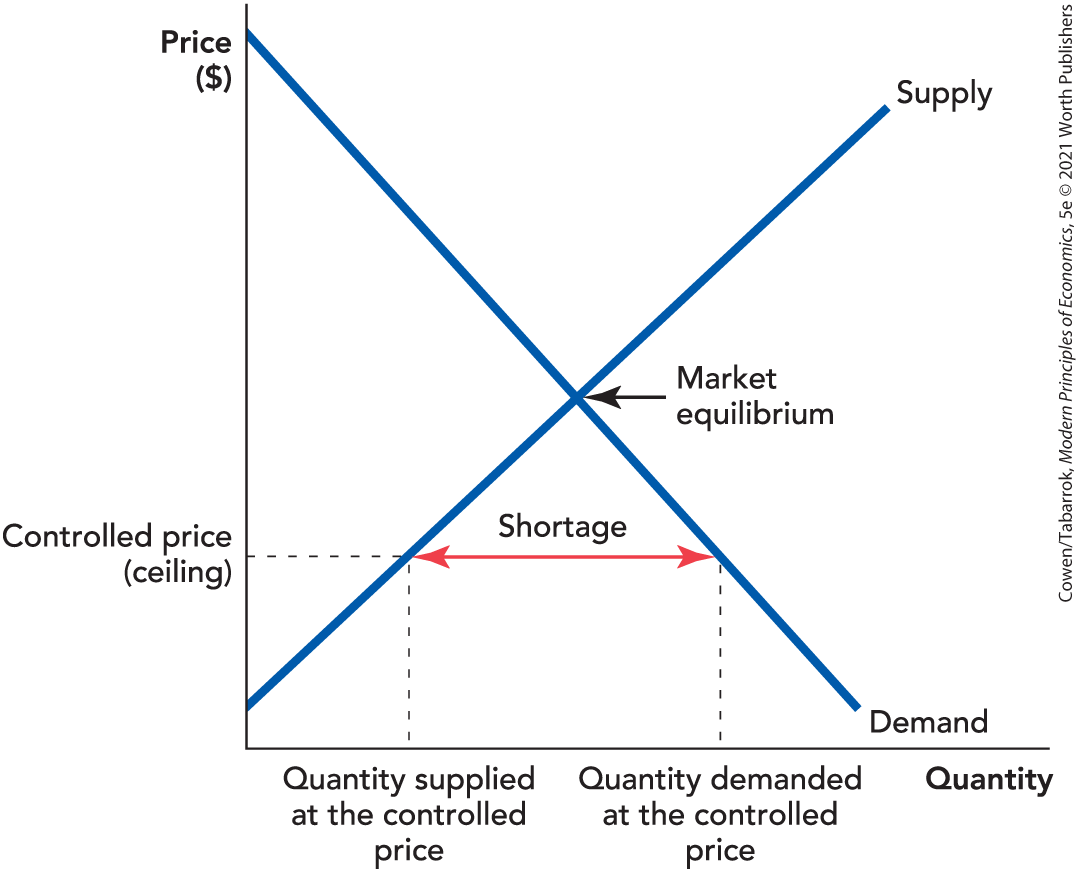 Price
($)
Supply
Market
equilibrium
Shortage
Controlled price
(ceiling)
Demand
Quantity supplied
at the controlled
price
Quantity demanded
at the controlled
price
Quantity
Cowen/Tabarrok, Modern Principles of Economics, 5e © 2021 Worth Publishers